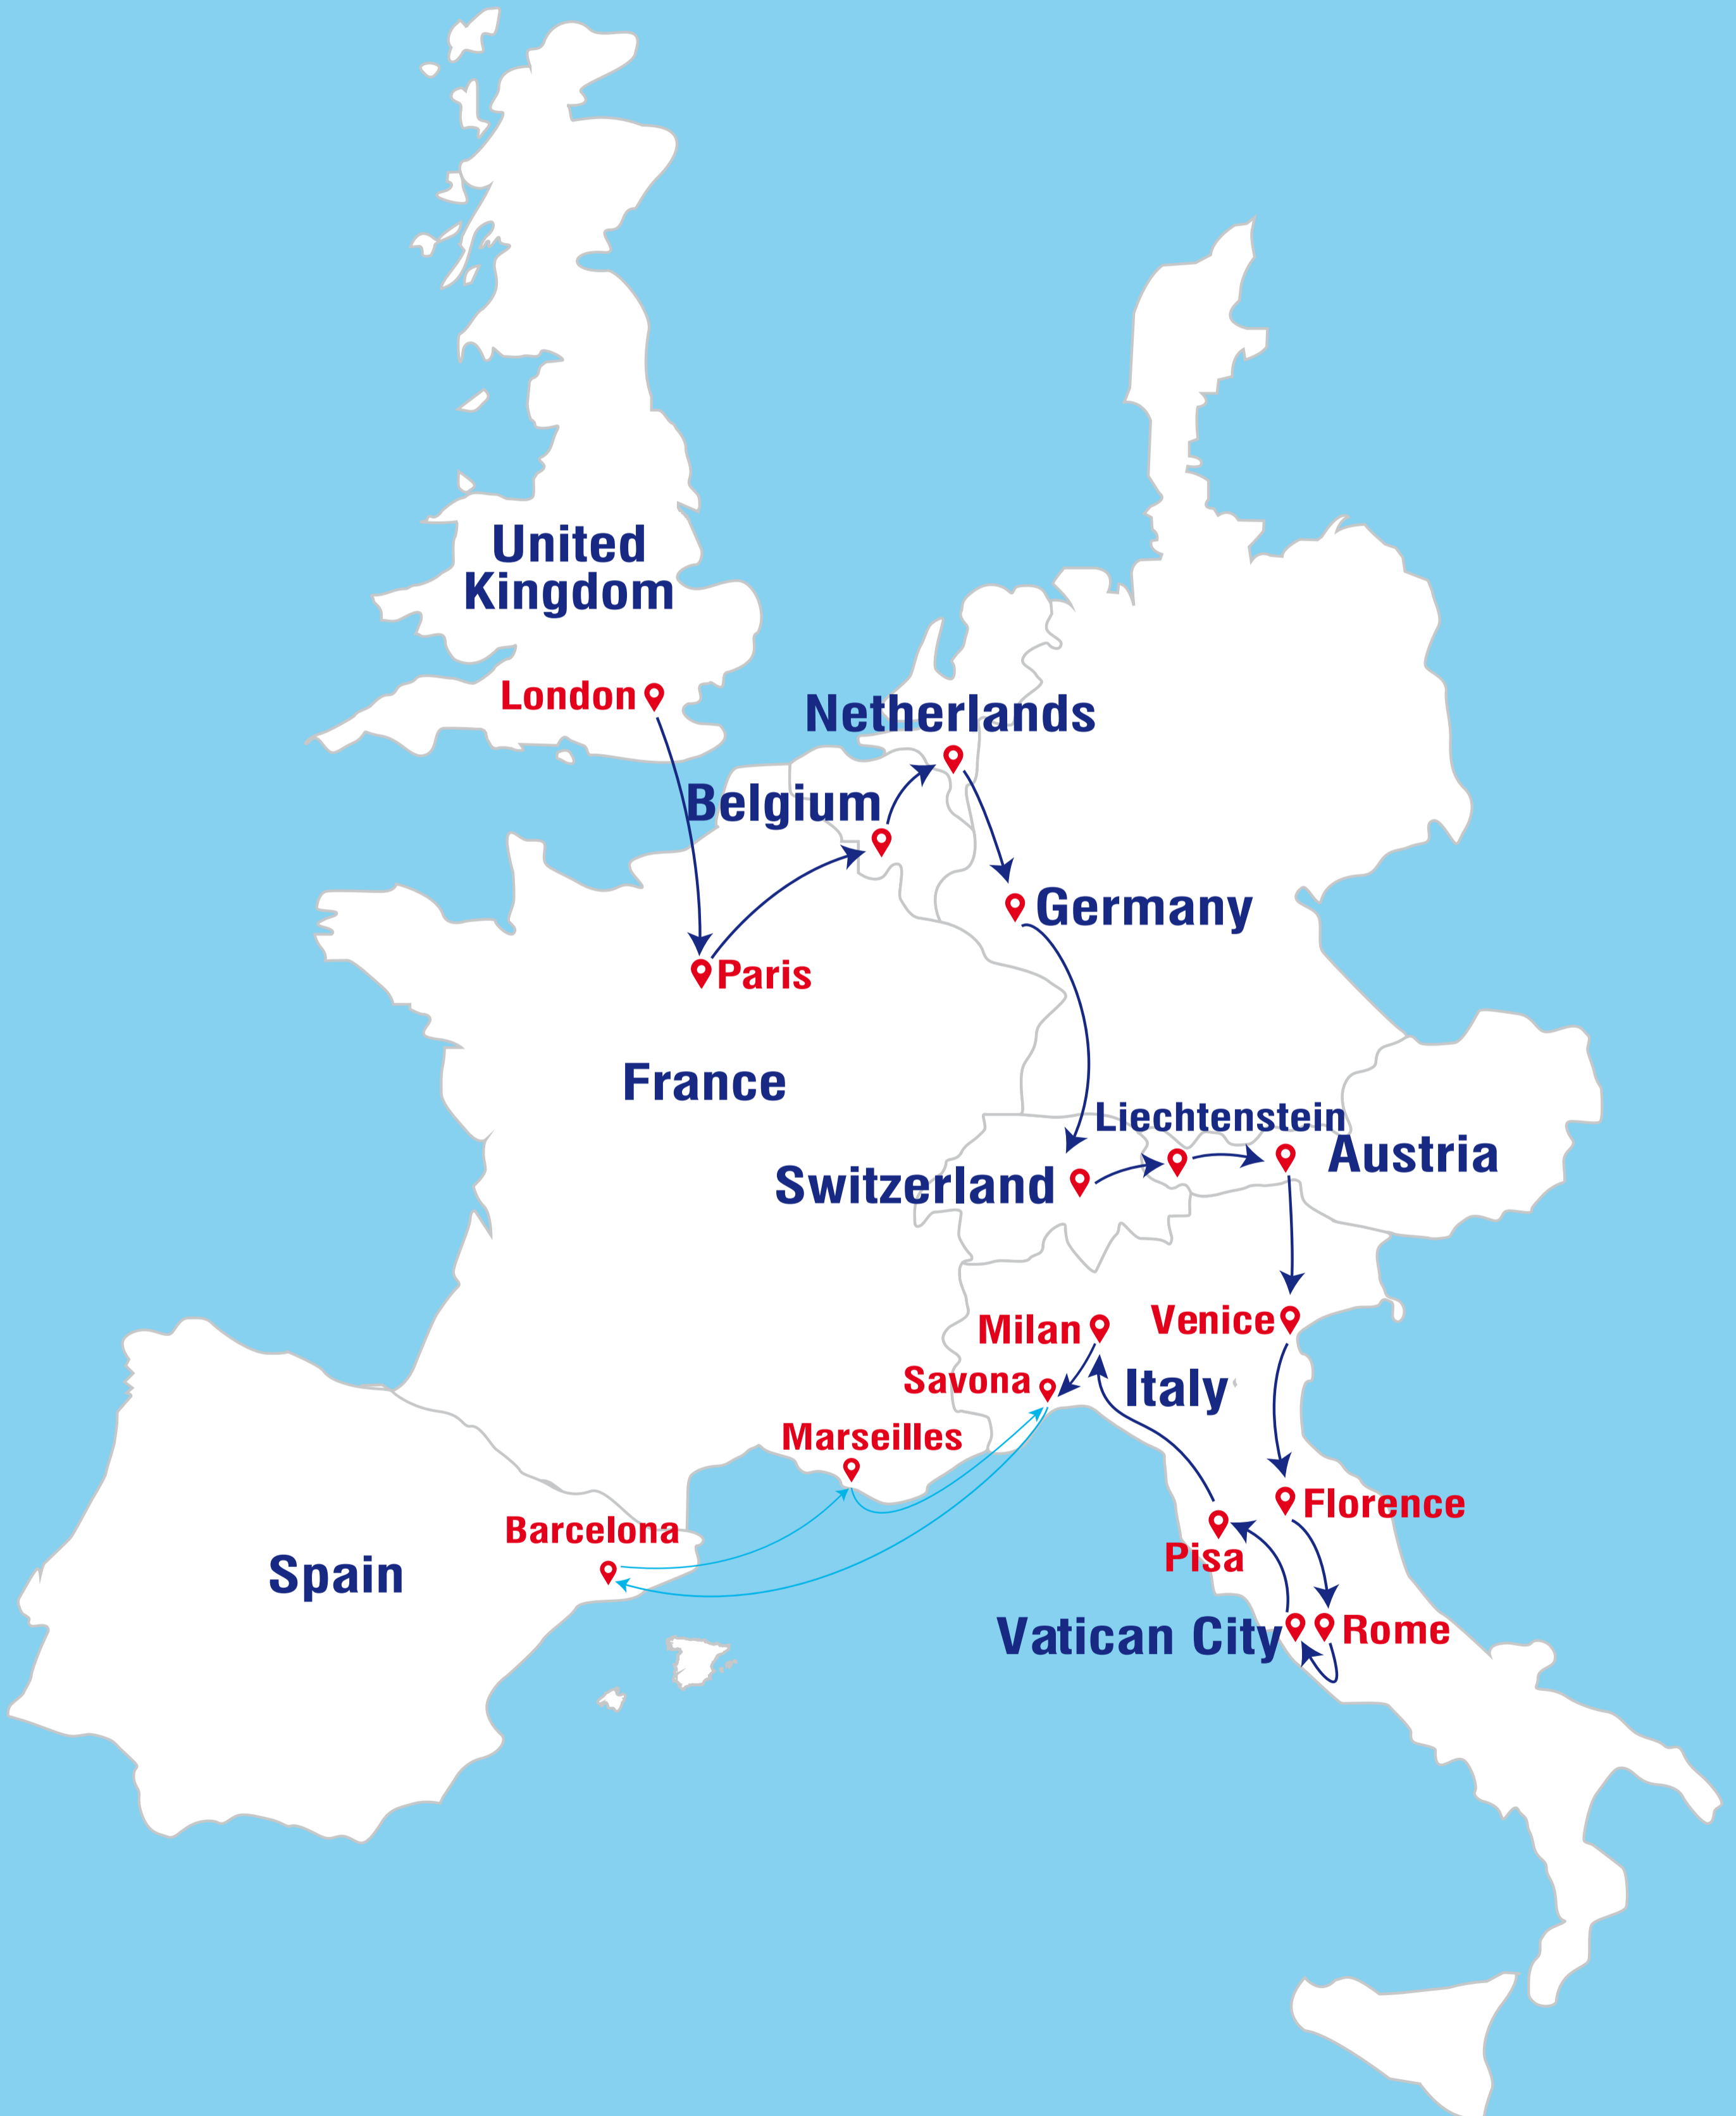 United
Kingdom
London
Netherlands
Belgium
Germany
Paris
France
Liechtenstein
Austria
Switzerland
Milan
Venice
Savona
Italy
Marseilles
Barcelona
Florence
Pisa
Spain
Vatican City
Rome